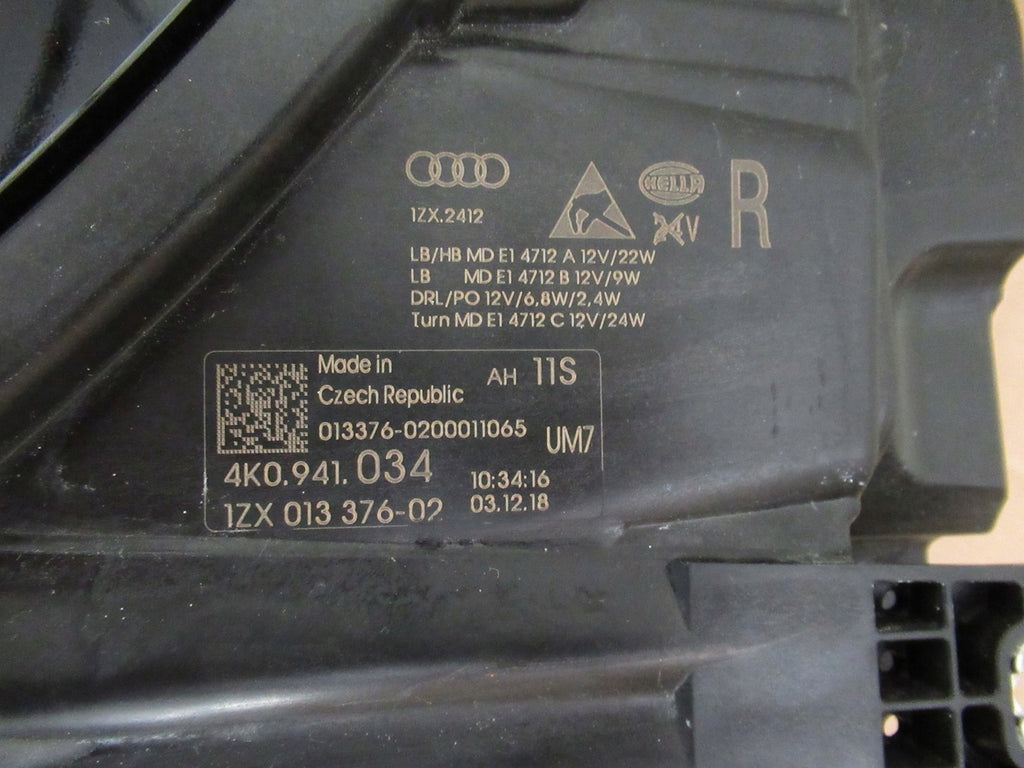 HELLA
R
1ZX.2412
24V
LB/HB MD E1 4712 A 12V/22W
LB MD E1 4712 B 12V/9W
DRL/PO 12V/6,8W/2,4W
Turn MD E1 4712 C 12V/24W
Made in AH 11S
Czech Republic
013376-0200011065 UM7
4K0.941.034 10:34:16
1ZX 013 376-02 03.12.18